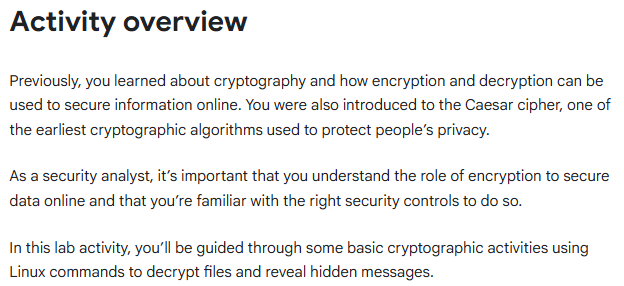 Activity overview
Previously, you learned about cryptography and how encryption and decryption can be
used to secure information online. You were also introduced to the Caesar cipher, one of
the earliest cryptographic algorithms used to protect people’s privacy.
As a security analyst, it’s important that you understand the role of encryption to secure
data online and that you’re familiar with the right security controls to do so.
In this lab activity, you’ll be guided through some basic cryptographic activities using
Linux commands to decrypt files and reveal hidden messages.